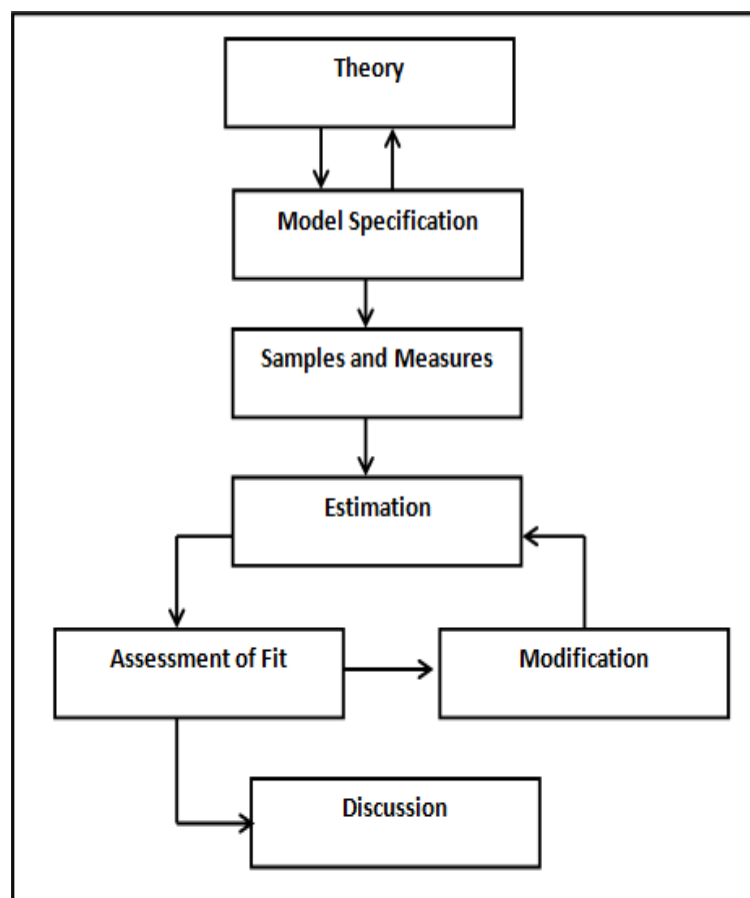 Theory
Model Specification
Samples and Measures
Estimation
Assessment of Fit
Modification
Discussion